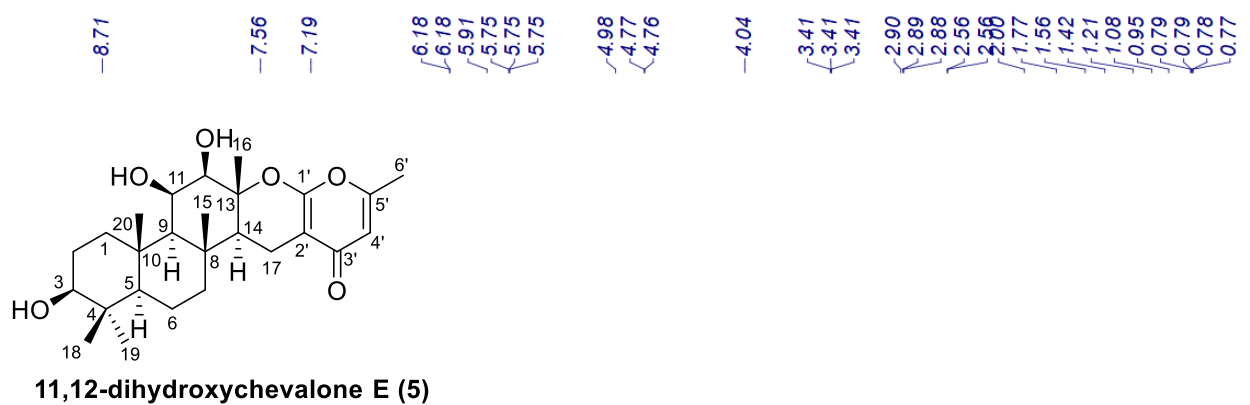 8.71 7.56 7.19 6.18 6.18 5.91 5.75 5.75 5.75 4.98 4.77 4.76 4.04 3.41 3.41 3.41 2.90 2.89 2.88 2.56 2.00 1.77 1.56 1.42 1.21 1.08 0.95 0.79 0.79 0.78 0.77
OH 16
HO 11 O 1' O 6'
15 13 5'
20 9 14
1 10 H 8 H 17 2' 3' 4'
3 5 O
HO 4 H 6
18 19
11,12-dihydroxychevalone E (5)